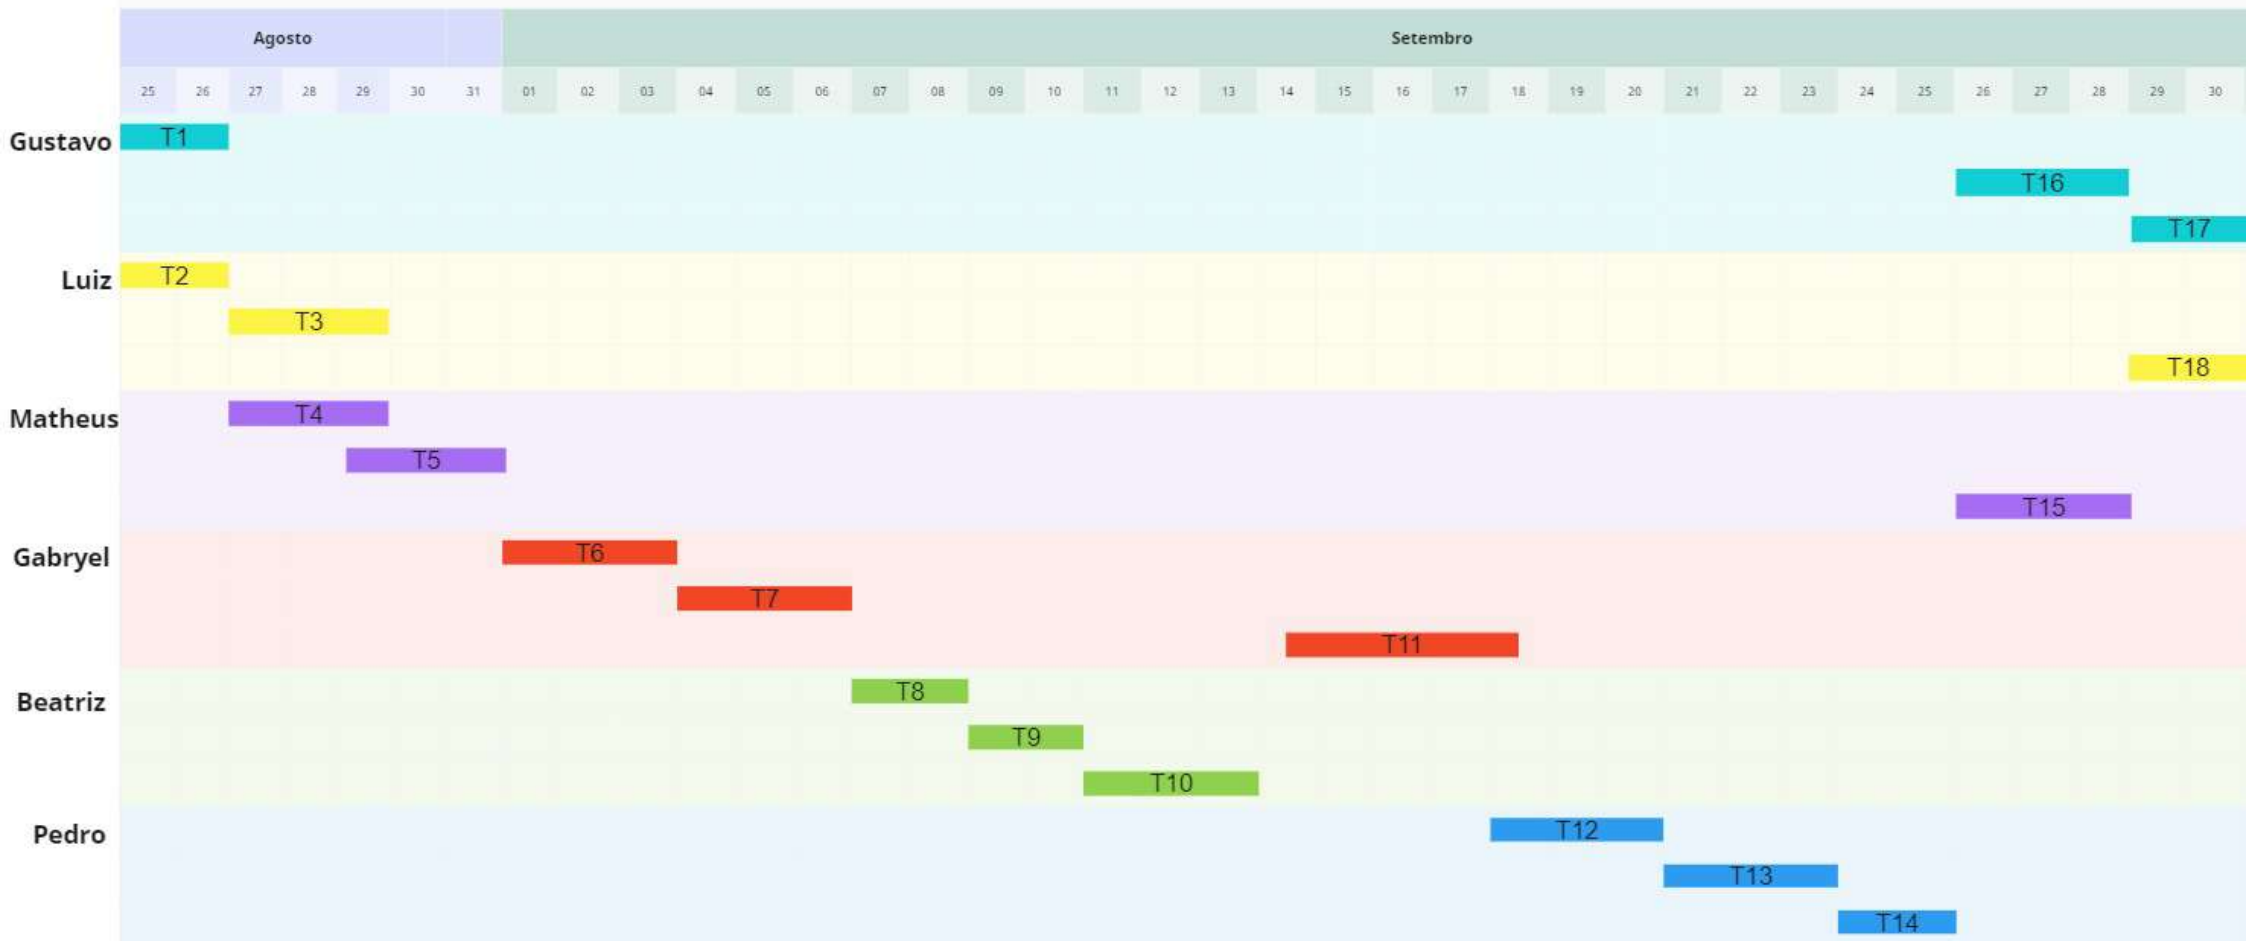 Agosto Setembro
25 26 27 28 29 30 31 01 02 03 04 05 06 07 08 09 10 11 12 13 14 15 16 17 18 19 20 21 22 23 24 25 26 27 28 29 30
Gustavo T1
T16
T17
Luiz T2
T3
T18
Matheus T4
T5
T15
Gabryel T6
T7
T11
Beatriz T8
T9
T10
Pedro T12
T13
T14